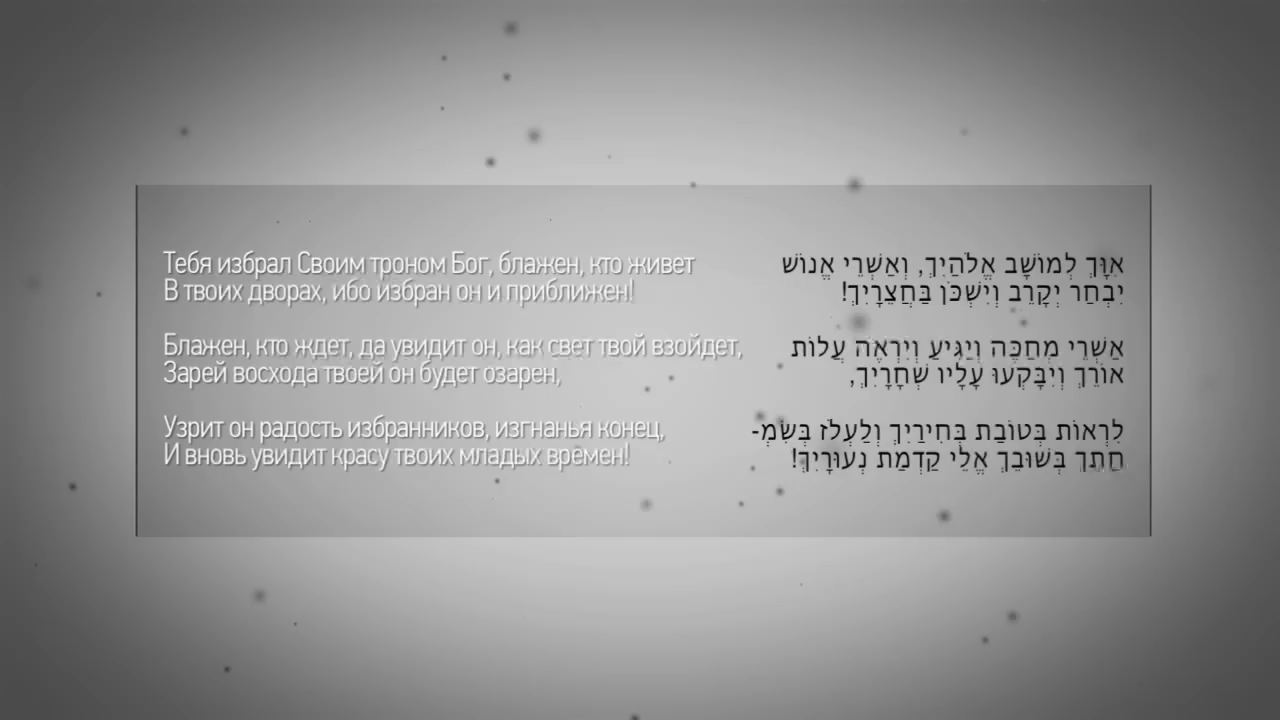 Тебя избрал Своим троном Бог, блажен, кто живет
В твоих дворах, ибо избран он и приближен!
Блажен, кто ждет, да увидит он, как свет твой взойдет,
Зарей восхода твоей он будет озарен,
Узрит он радость избранников, изгнанья конец,
И вновь увидит красу твоих младых времен!
אִוָּךְ לְמוֹשָׁב אֱלֹהַיִךְ, וְאַשְׁרֵי אֱנוֹשׁ
יִבְחַר יְקָרֵב וְיִשְׁכֹּן בַּחֲצֵרָיִךְ!
אַשְׁרֵי מְחַכֶּה וְיַגִּיעַ וְיִרְאֶה עֲלוֹת
אוֹרֵךְ וְיִבָּקְעוּ עָלָיו שְׁחָרָיִךְ,
לִרְאוֹת בְּטוֹבַת בְּחִירַיִךְ וְלַעְלֹז בְּשִׂמְ-
חָתֵךְ בְּשׁוּבֵךְ אֱלֵי קַדְמַת נְעוּרָיִךְ!